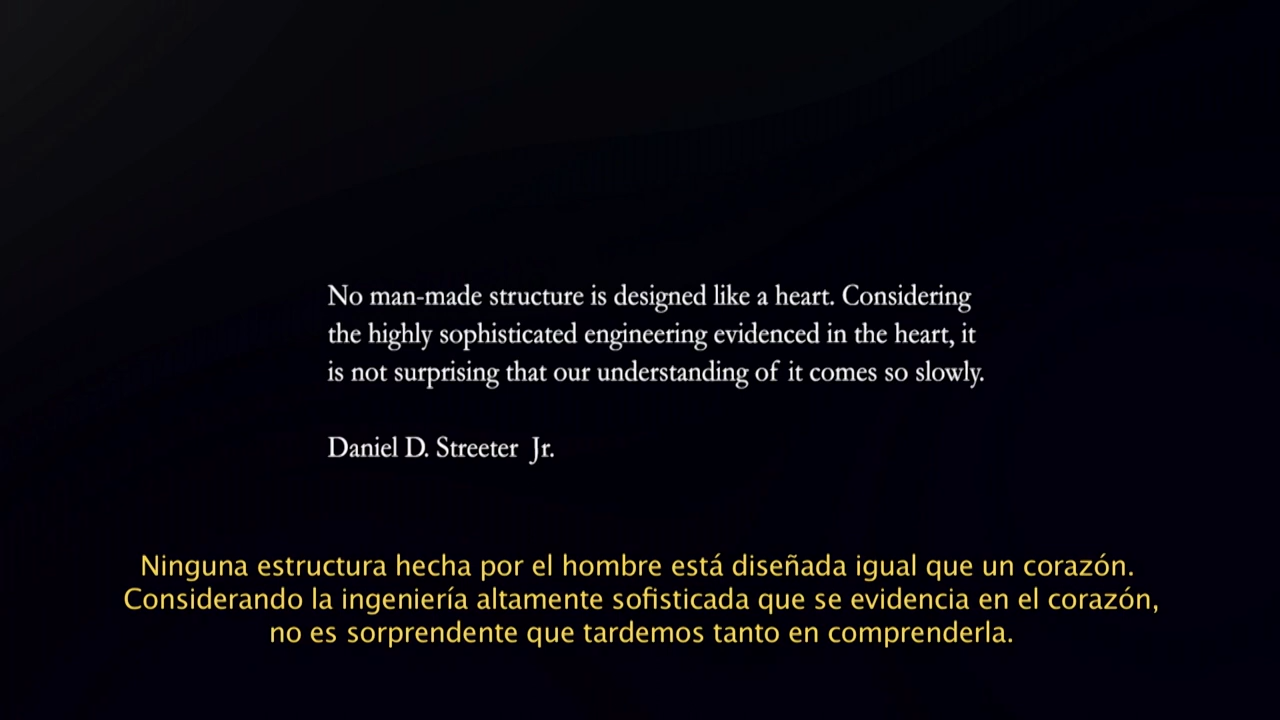 No man-made structure is designed like a heart. Considering
the highly sophisticated engineering evidenced in the heart, it
is not surprising that our understanding of it comes so slowly.
Daniel D. Streeter Jr.
Ninguna estructura hecha por el hombre está diseñada igual que un corazón.
Considerando la ingeniería altamente sofisticada que se evidencia en el corazón,
no es sorprendente que tardemos tanto en comprenderla.